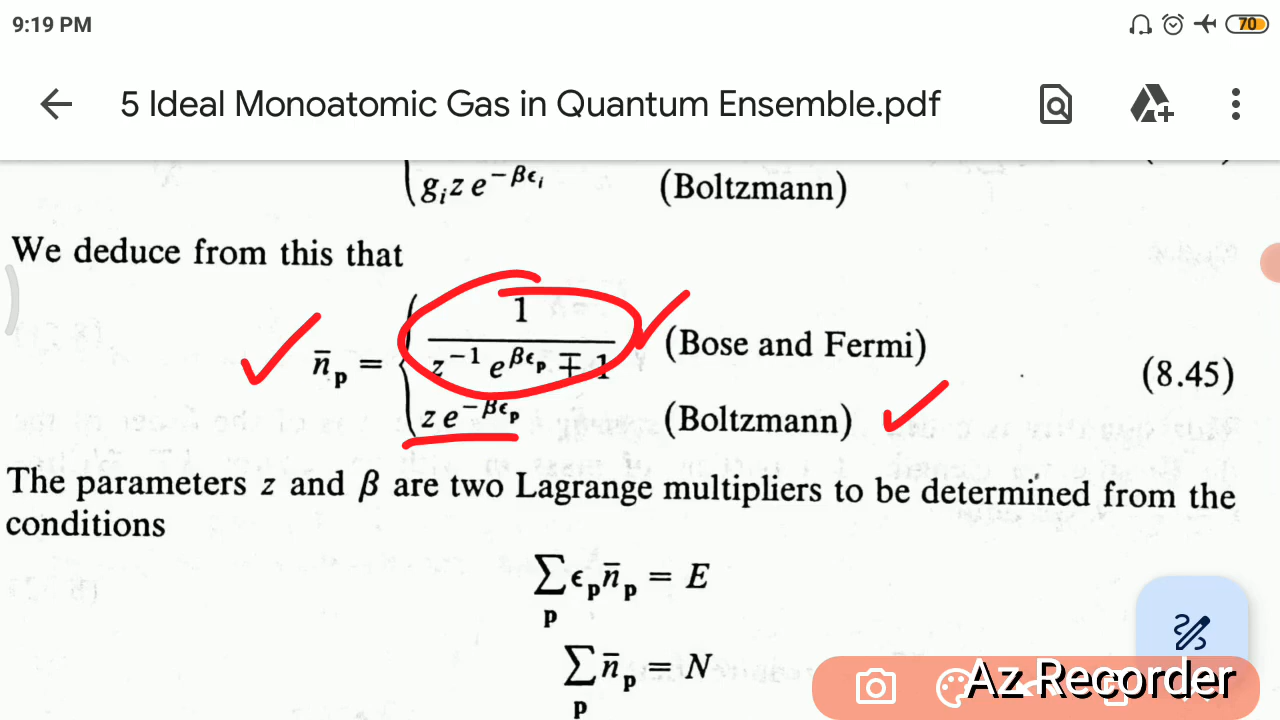 9:19 PM
70
5 Ideal Monoatomic Gas in Quantum Ensemble.pdf
g_i z e^{-βϵ_i} (Boltzmann)
We deduce from this that
n̄_p = { 1 / (z^{-1} e^{βϵ_p} ∓ 1) (Bose and Fermi)
z e^{-βϵ_p} (Boltzmann)
(8.45)
The parameters z and β are two Lagrange multipliers to be determined from the
conditions
∑_p ϵ_p n̄_p = E
∑_p n̄_p = N
Az Recorder